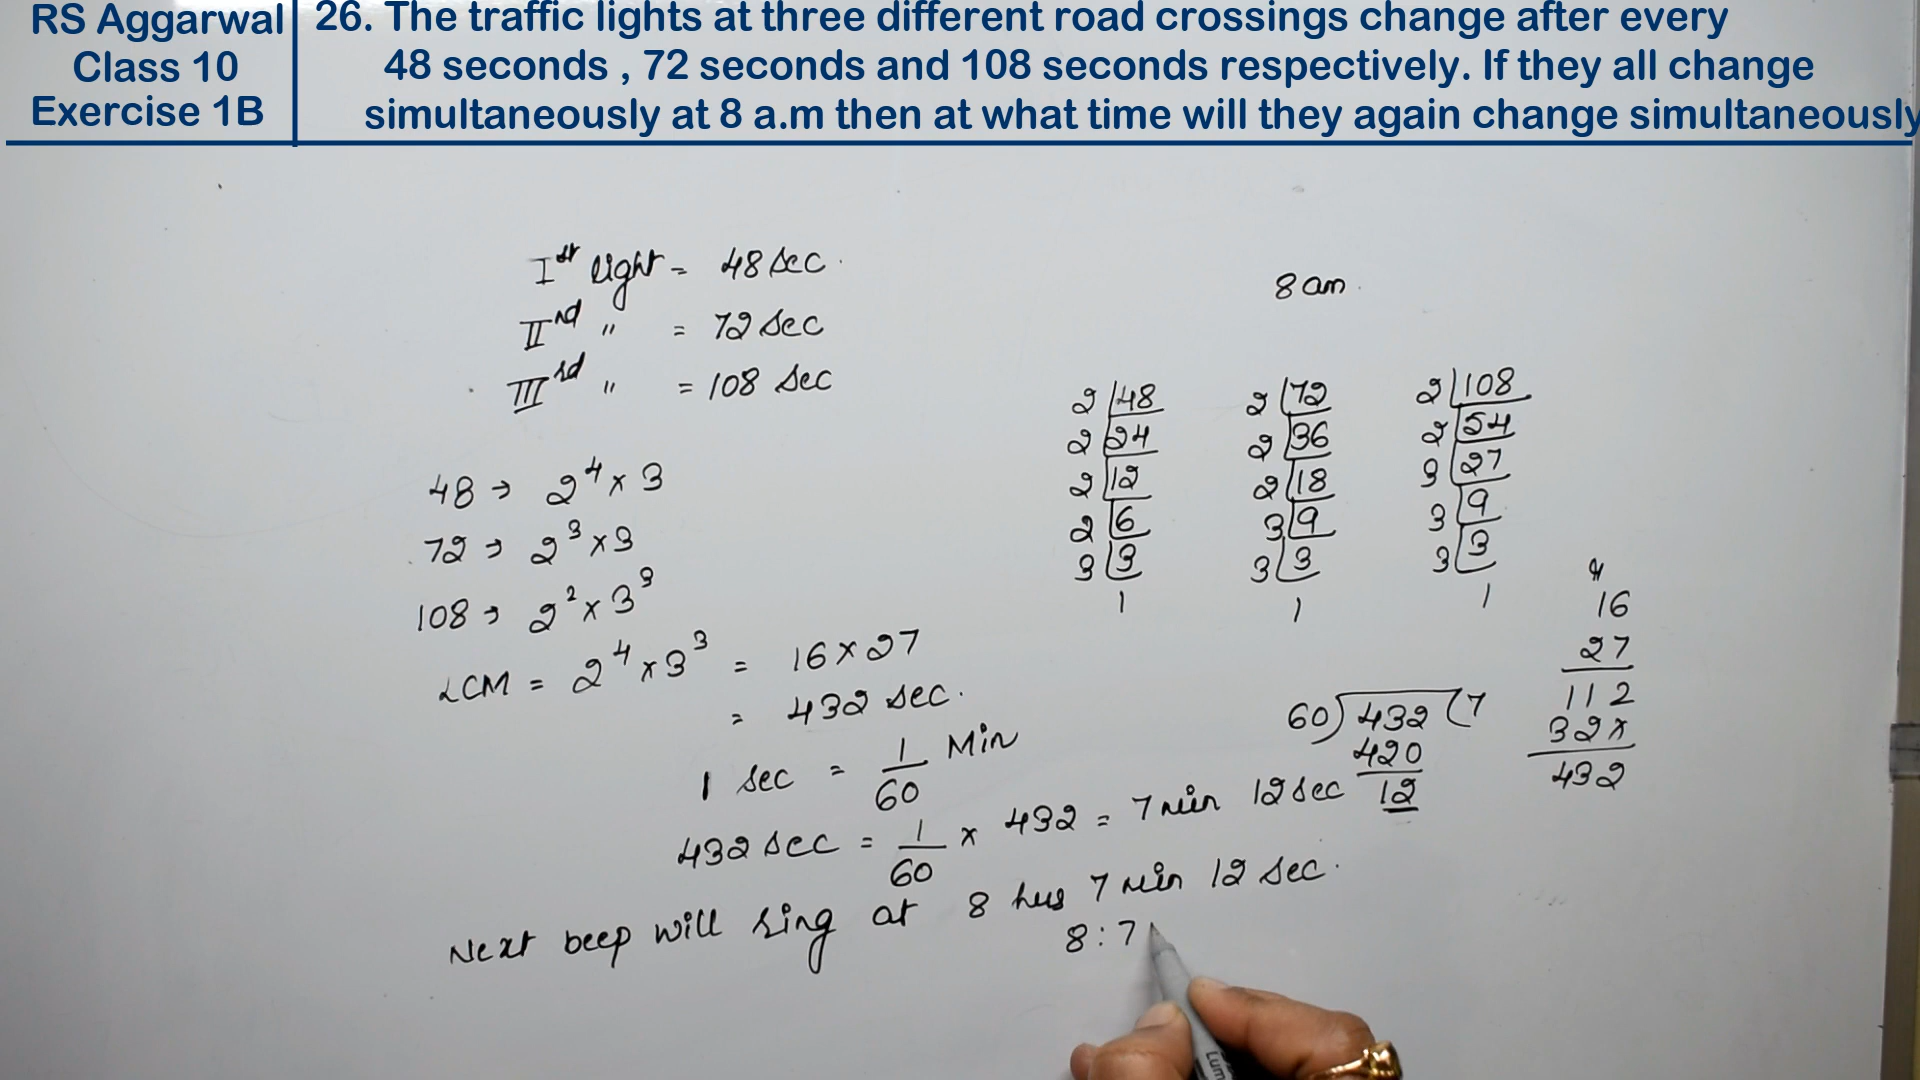 RS Aggarwal
Class 10
Exercise 1B
26. The traffic lights at three different road crossings change after every
48 seconds , 72 seconds and 108 seconds respectively. If they all change
simultaneously at 8 a.m then at what time will they again change simultaneously
Ist light = 48 sec.
IInd " = 72 sec
IIIrd " = 108 sec
8 am.
2 |48
2 |24
2 |12
2 |6
3 |3
1
2 |72
2 |36
2 |18
3 |9
3 |3
1
2 |108
2 |54
3 |27
3 |9
3 |3
1
48 → 2⁴ × 3
72 → 2³ × 3
108 → 2² × 3³
LCM = 2⁴ × 3³ = 16 × 27
= 432 sec.
4
16
27
112
32×
432
60) 432 (7
420
12
1 sec = 1/60 Min
432 sec = 1/60 × 432 = 7 min 12 sec
Next beep will ring at 8 hrs 7 min 12 sec.
8 : 7
Lum